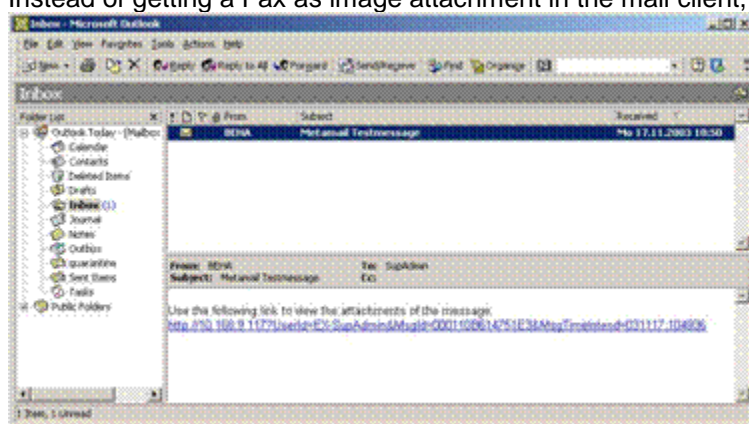 Instead of getting a Fax as image attachment in the mail client,
Inbox - Microsoft Outlook
File Edit View Favorites Tools Actions Help
New Reply Reply to All Forward Send/Receive Find Organize
Inbox
Folder List
From Subject Received
Outlook Today - [Mailbox
BEHA Metamail Testmessage Mo 17.11.2003 18:50
Calendar
Contacts
Deleted Items
Drafts
Inbox (1)
Journal
Notes
Outbox
quarantine
Sent Items
Tasks
Public Folders
From: BEHA To: SupAdmin
Subject: Metamail Testmessage Cc:
Use the following link to view the attachments of the message:
1 Item, 1 Unread